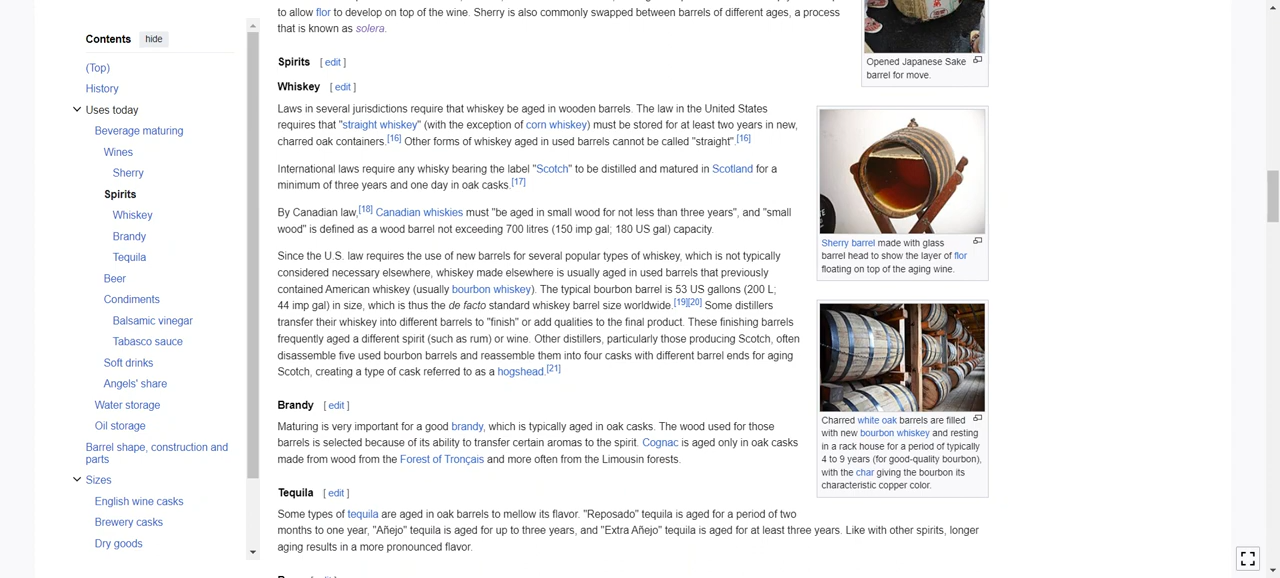 Contents hide
(Top)
History
Uses today
Beverage maturing
Wines
Sherry
Spirits
Whiskey
Brandy
Tequila
Beer
Condiments
Balsamic vinegar
Tabasco sauce
Soft drinks
Angels' share
Water storage
Oil storage
Barrel shape, construction and
parts
Sizes
English wine casks
Brewery casks
Dry goods
to allow flor to develop on top of the wine. Sherry is also commonly swapped between barrels of different ages, a process
that is known as solera.
Spirits [ edit ]
Whiskey [ edit ]
Laws in several jurisdictions require that whiskey be aged in wooden barrels. The law in the United States
requires that "straight whiskey" (with the exception of corn whiskey) must be stored for at least two years in new,
charred oak containers.[16] Other forms of whiskey aged in used barrels cannot be called "straight".[16]
International laws require any whisky bearing the label "Scotch" to be distilled and matured in Scotland for a
minimum of three years and one day in oak casks.[17]
By Canadian law,[18] Canadian whiskies must "be aged in small wood for not less than three years", and "small
wood" is defined as a wood barrel not exceeding 700 litres (150 imp gal; 180 US gal) capacity.
Since the U.S. law requires the use of new barrels for several popular types of whiskey, which is not typically
considered necessary elsewhere, whiskey made elsewhere is usually aged in used barrels that previously
contained American whiskey (usually bourbon whiskey). The typical bourbon barrel is 53 US gallons (200 L;
44 imp gal) in size, which is thus the de facto standard whiskey barrel size worldwide.[19][20] Some distillers
transfer their whiskey into different barrels to "finish" or add qualities to the final product. These finishing barrels
frequently aged a different spirit (such as rum) or wine. Other distillers, particularly those producing Scotch, often
disassemble five used bourbon barrels and reassemble them into four casks with different barrel ends for aging
Scotch, creating a type of cask referred to as a hogshead.[21]
Brandy [ edit ]
Maturing is very important for a good brandy, which is typically aged in oak casks. The wood used for those
barrels is selected because of its ability to transfer certain aromas to the spirit. Cognac is aged only in oak casks
made from wood from the Forest of Tronçais and more often from the Limousin forests.
Tequila [ edit ]
Some types of tequila are aged in oak barrels to mellow its flavor. "Reposado" tequila is aged for a period of two
months to one year, "Añejo" tequila is aged for up to three years, and "Extra Añejo" tequila is aged for at least three years. Like with other spirits, longer
aging results in a more pronounced flavor.
Opened Japanese Sake
barrel for move.
Sherry barrel made with glass
barrel head to show the layer of flor
floating on top of the aging wine.
Charred white oak barrels are filled
with new bourbon whiskey and resting
in a rack house for a period of typically
4 to 9 years (for good-quality bourbon),
with the char giving the bourbon its
characteristic copper color.